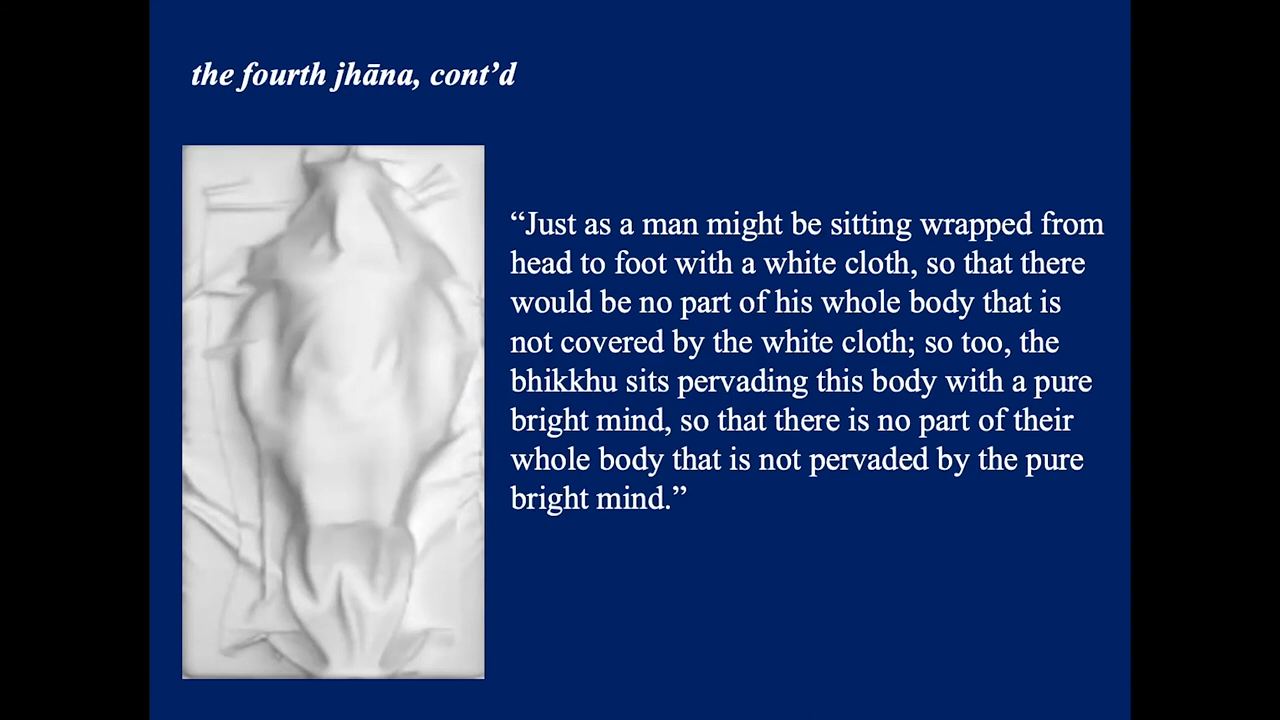 the fourth jhāna, cont’d
“Just as a man might be sitting wrapped from
head to foot with a white cloth, so that there
would be no part of his whole body that is
not covered by the white cloth; so too, the
bhikkhu sits pervading this body with a pure
bright mind, so that there is no part of their
whole body that is not pervaded by the pure
bright mind.”